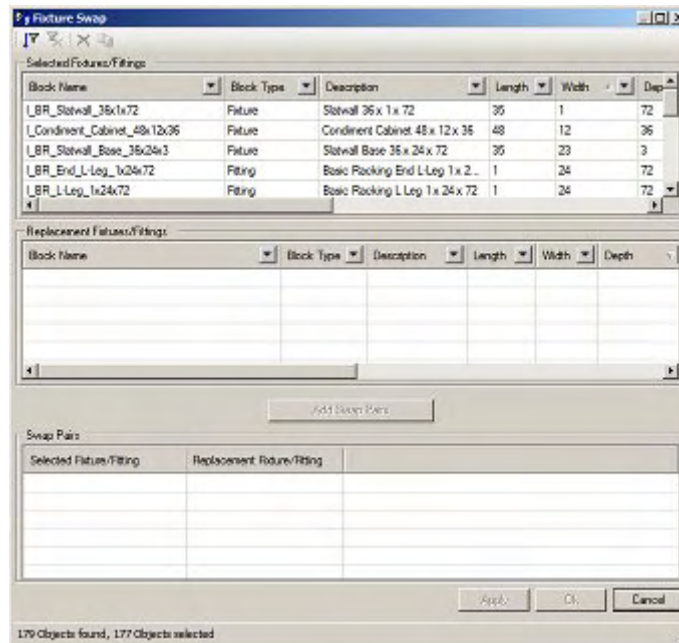 Fixture Swap
Selected Fixtures/Fittings
Block Name Block Type Description Length Width Dep
I_BR_Slatwall_36x1x72 Fixture Slatwall 36 x 1 x 72 35 1 72
I_Condiment_Cabinet_48x12x36 Fixture Condiment Cabinet 48 x 12 x 36 48 12 36
I_BR_Slatwall_Base_36x24x3 Fixture Slatwall Base 36 x 24 x 72 35 23 3
I_BR_End_L-Leg_1x24x72 Fitting Basic Racking End L-Leg 1 x 2... 1 24 72
I_BR_L-Leg_1x24x72 Fitting Basic Racking L Leg 1 x 24 x 72 1 24 72
Replacement Fixtures/Fittings
Block Name Block Type Description Length Width Depth
Add Swap Pairs
Swap Pairs
Selected Fixture/Fitting Replacement Fixture/Fitting
Apply Ok Cancel
179 Objects found, 177 Objects selected